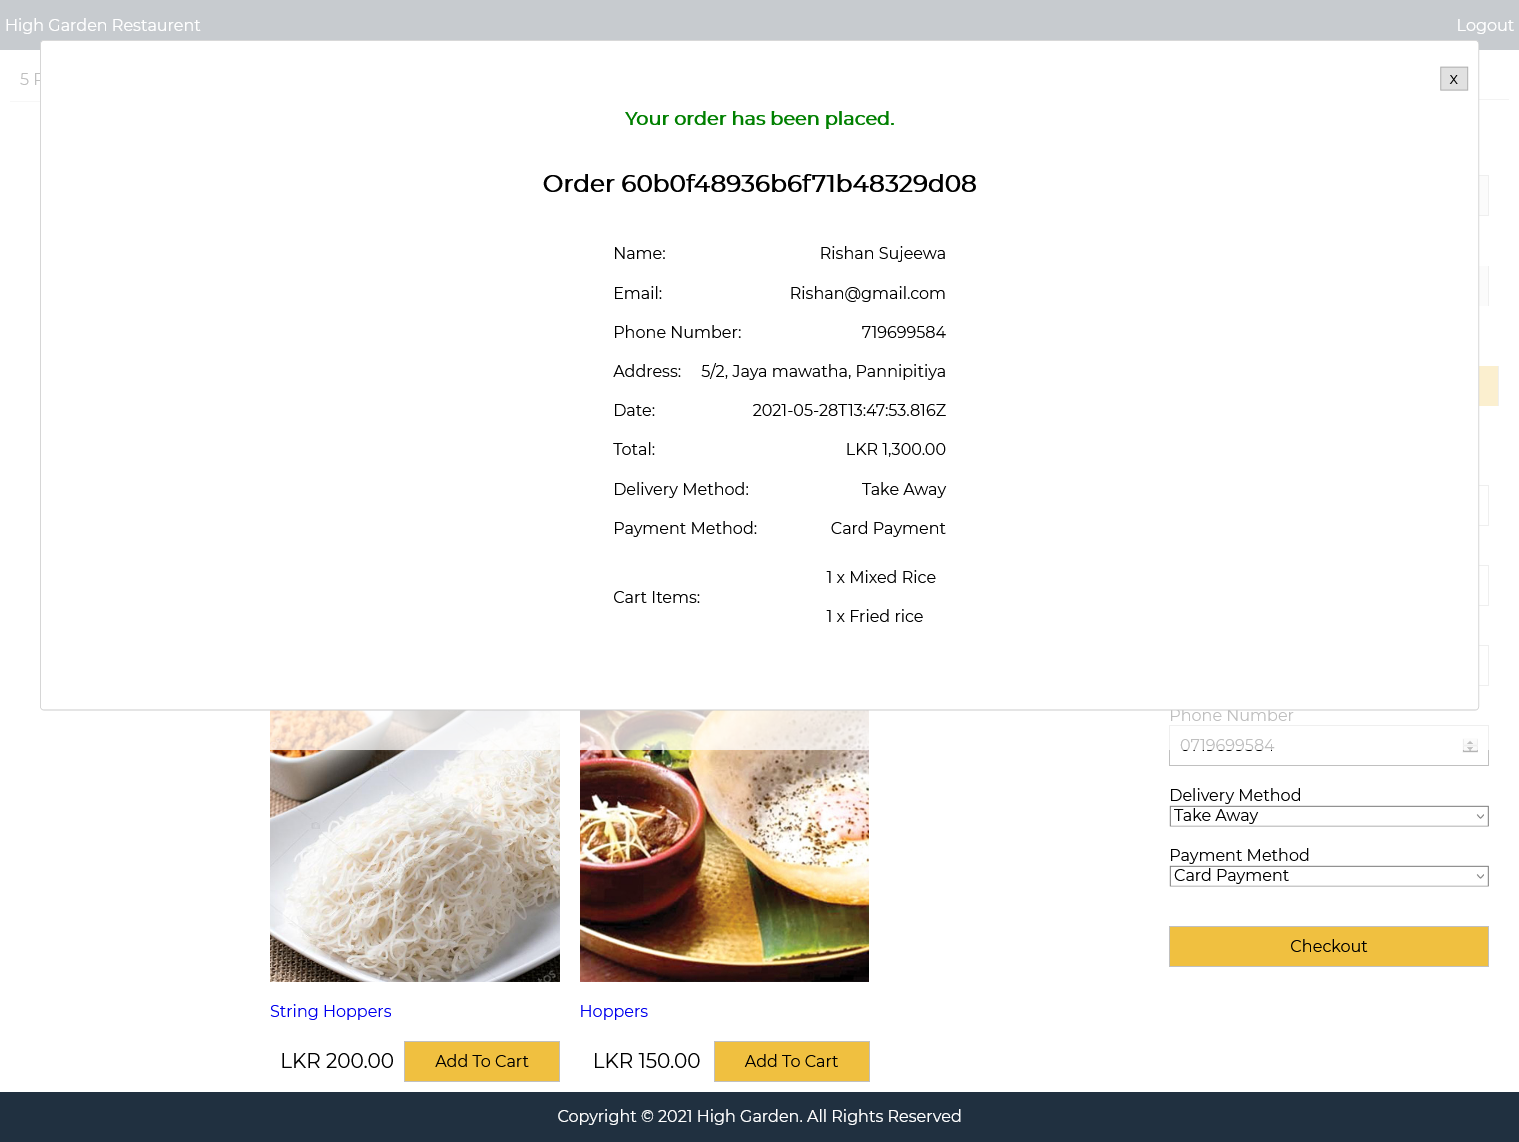 High Garden Restaurent
Logout
5 P
x
Your order has been placed.
Order 60b0f48936b6f71b48329d08
Name: Rishan Sujeewa
Email: Rishan@gmail.com
Phone Number: 719699584
Address: 5/2, Jaya mawatha, Pannipitiya
Date: 2021-05-28T13:47:53.816Z
Total: LKR 1,300.00
Delivery Method: Take Away
Payment Method: Card Payment
Cart Items:
1 x Mixed Rice
1 x Fried rice
Phone Number
0719699584
Delivery Method
Take Away
Payment Method
Card Payment
Checkout
String Hoppers
Hoppers
LKR 200.00 Add To Cart
LKR 150.00 Add To Cart
Copyright © 2021 High Garden. All Rights Reserved